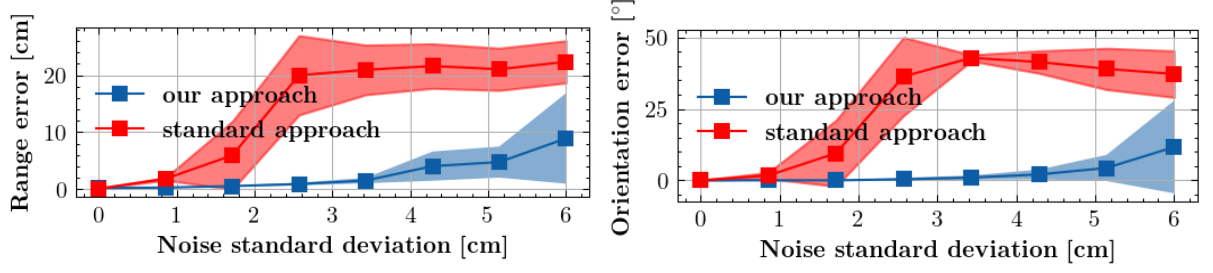 Range error [cm]
20
10
0
our approach
standard approach
0 1 2 3 4 5 6
Noise standard deviation [cm]
Orientation error [°]
50
25
0
our approach
standard approach
0 1 2 3 4 5 6
Noise standard deviation [cm]